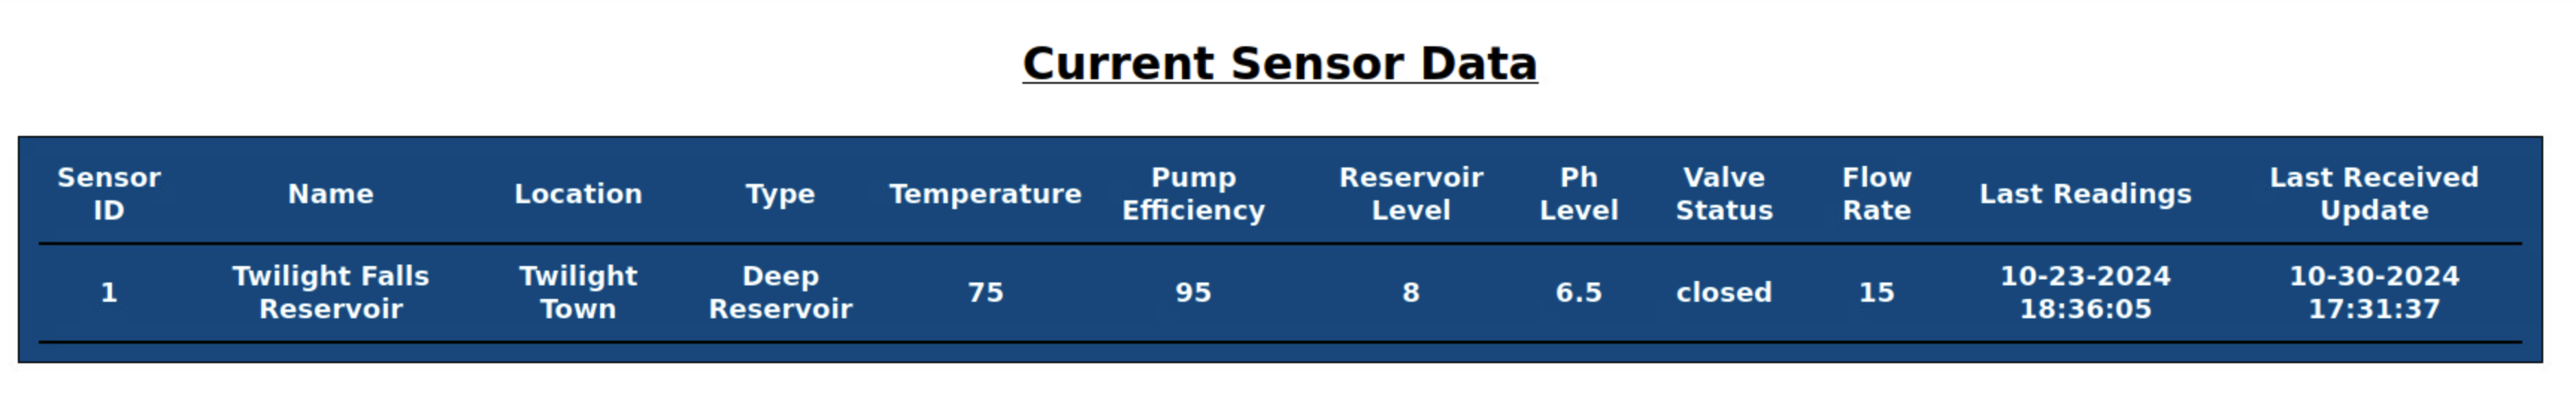 Current Sensor Data
Sensor ID
Name
Location
Type
Temperature
Pump Efficiency
Reservoir Level
Ph Level
Valve Status
Flow Rate
Last Readings
Last Received Update
1
Twilight Falls Reservoir
Twilight Town
Deep Reservoir
75
95
8
6.5
closed
15
10-23-2024 18:36:05
10-30-2024 17:31:37